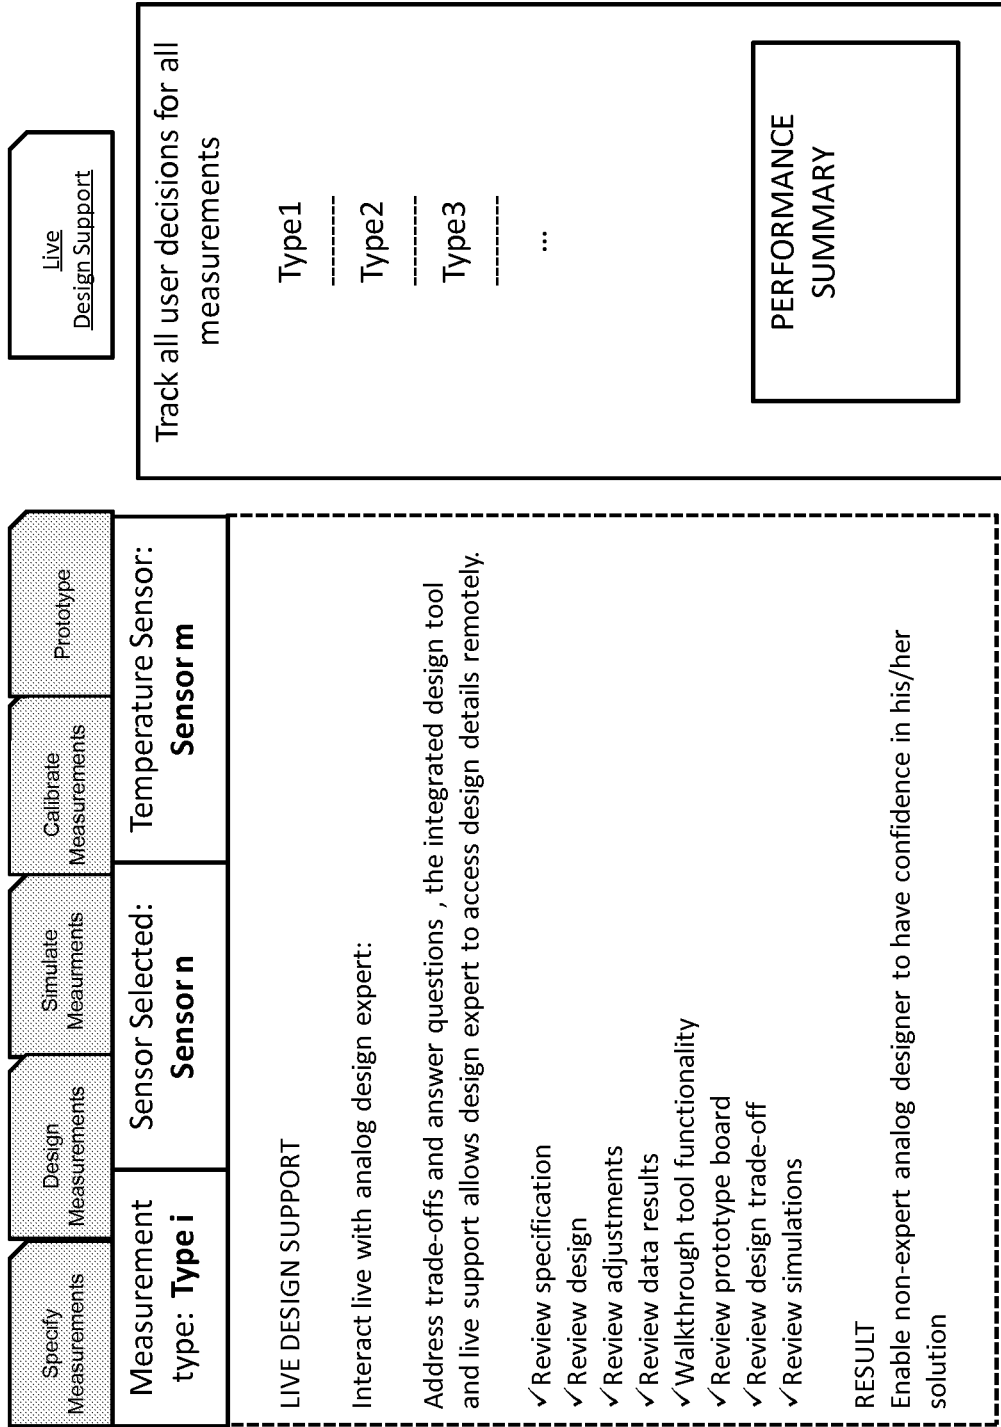 Specify
Measurements
Design
Measurements
Simulate
Meaurments
Calibrate
Measurements
Prototype
Live
Design Support
Measurement
type: Type i
Sensor Selected:
Sensor n
Temperature Sensor:
Sensor m
LIVE DESIGN SUPPORT
Interact live with analog design expert:
Address trade-offs and answer questions , the integrated design tool
and live support allows design expert to access design details remotely.
✓Review specification
✓Review design
✓Review adjustments
✓Review data results
✓Walkthrough tool functionality
✓Review prototype board
✓Review design trade-off
✓Review simulations
RESULT
Enable non-expert analog designer to have confidence in his/her
solution
Track all user decisions for all
measurements
Type1
Type2
Type3
...
PERFORMANCE
SUMMARY